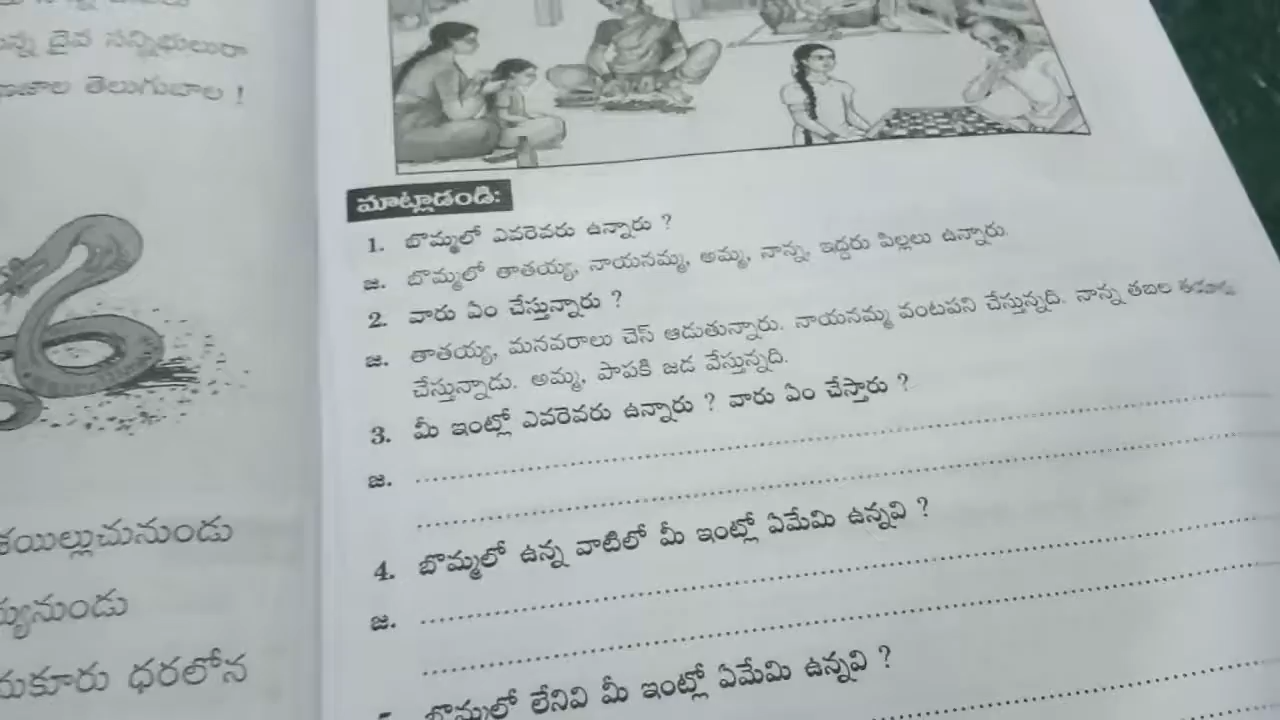 దైవ సన్నిభులురా
తెలుగుబాల !
ధరలోన
మాట్లాడండి:
1. బొమ్మలో ఎవరెవరు ఉన్నారు ?
జ. బొమ్మలో తాతయ్య, నాయనమ్మ, అమ్మ, నాన్న, ఇద్దరు పిల్లలు ఉన్నారు.
2. వారు ఏం చేస్తున్నారు ?
జ. తాతయ్య, మనవరాలు చెస్ ఆడుతున్నారు. నాయనమ్మ వంటపని చేస్తున్నది. నాన్న తబల
చేస్తున్నాడు. అమ్మ, పాపకి జడ వేస్తున్నది.
3. మీ ఇంట్లో ఎవరెవరు ఉన్నారు ? వారు ఏం చేస్తారు ?
జ.
4. బొమ్మలో ఉన్న వాటిలో మీ ఇంట్లో ఏమేమి ఉన్నవి ?
జ.
బొమ్మలో లేనివి మీ ఇంట్లో ఏమేమి ఉన్నవి ?